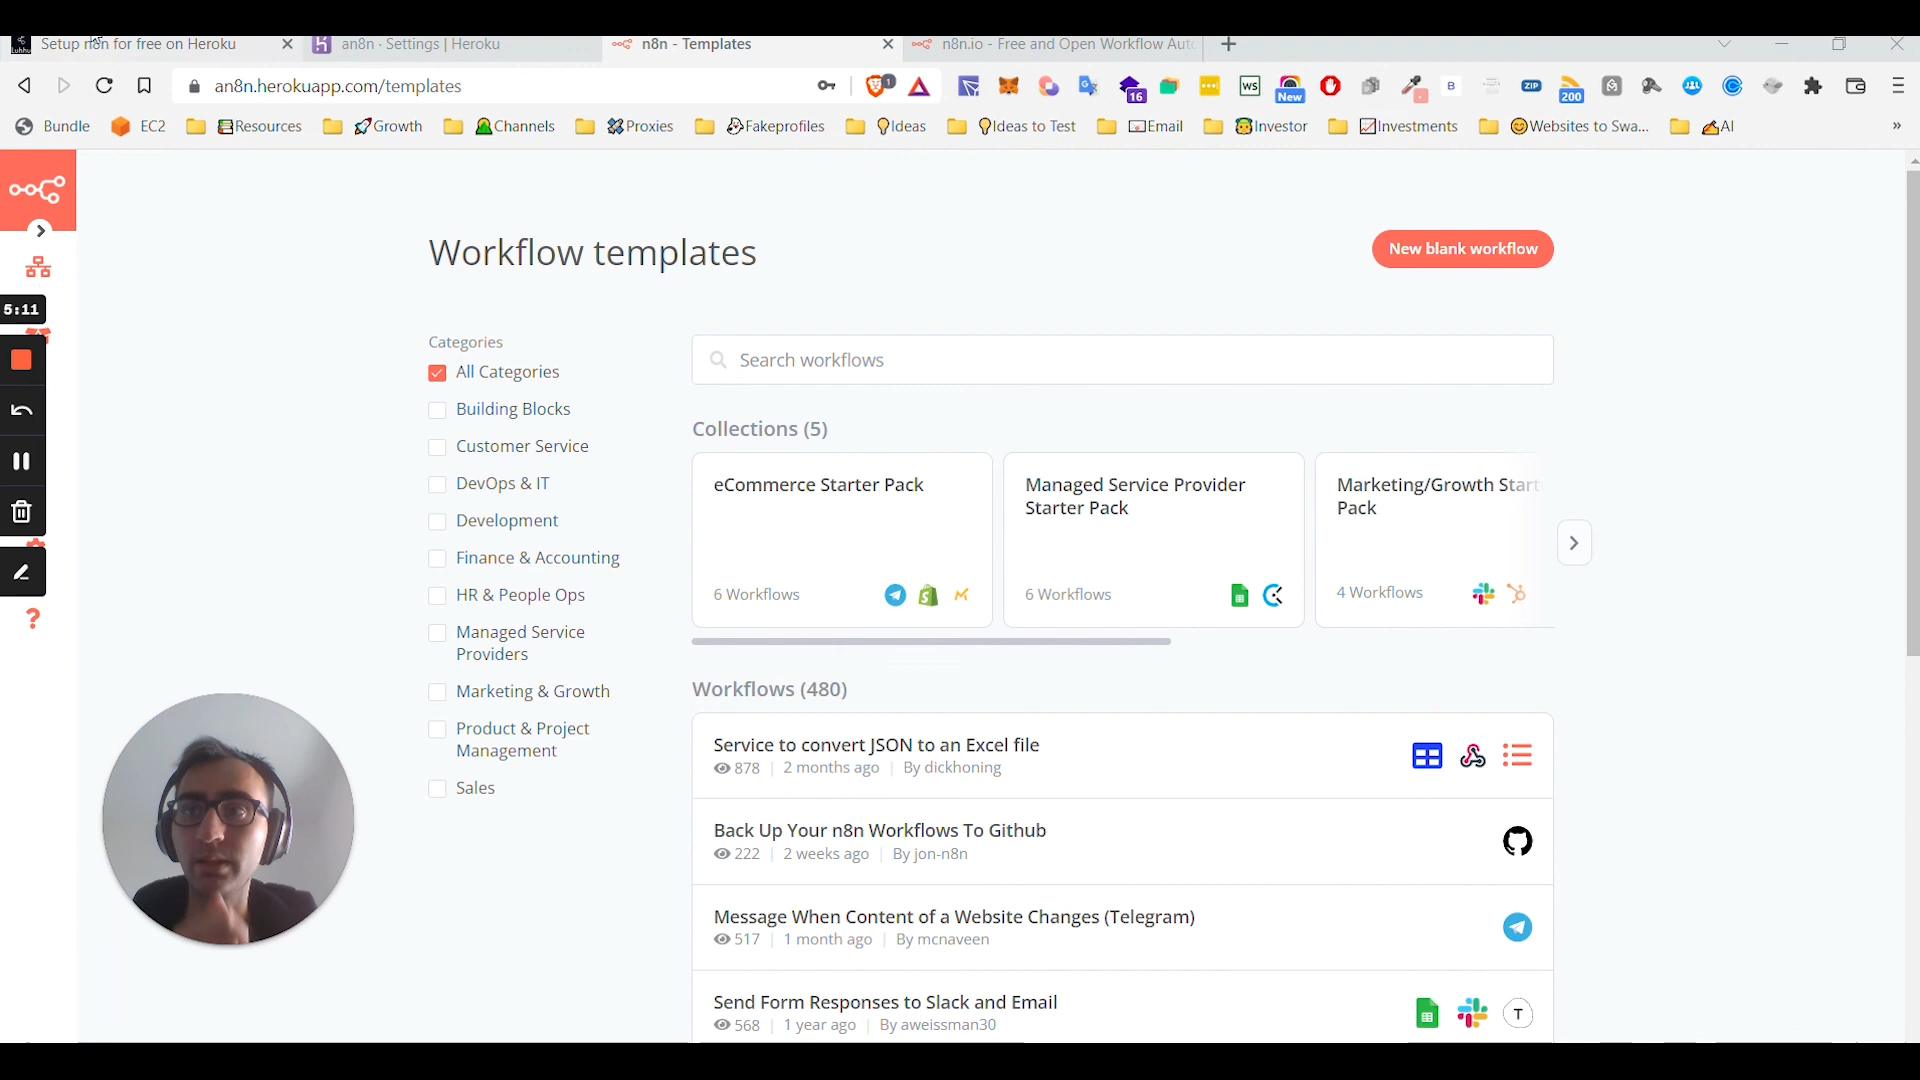 Setup n8n for free on Heroku
an8n · Settings | Heroku
n8n - Templates
n8n.io - Free and Open Workflow Auto
an8n.herokuapp.com/templates
1
16
WS
New
B
ZIP
200
Bundle
EC2
Resources
Growth
Channels
Proxies
Fakeprofiles
Ideas
Ideas to Test
Email
Investor
Investments
Websites to Swa...
AI
»
Workflow templates
New blank workflow
5:11
Categories
All Categories
Building Blocks
Customer Service
DevOps & IT
Development
Finance & Accounting
HR & People Ops
Managed Service
Providers
Marketing & Growth
Product & Project
Management
Sales
Search workflows
Collections (5)
eCommerce Starter Pack
6 Workflows
Managed Service Provider
Starter Pack
6 Workflows
Marketing/Growth Start
Pack
4 Workflows
Workflows (480)
Service to convert JSON to an Excel file
878 | 2 months ago | By dickhoning
Back Up Your n8n Workflows To Github
222 | 2 weeks ago | By jon-n8n
Message When Content of a Website Changes (Telegram)
517 | 1 month ago | By mcnaveen
Send Form Responses to Slack and Email
568 | 1 year ago | By aweissman30
T
?